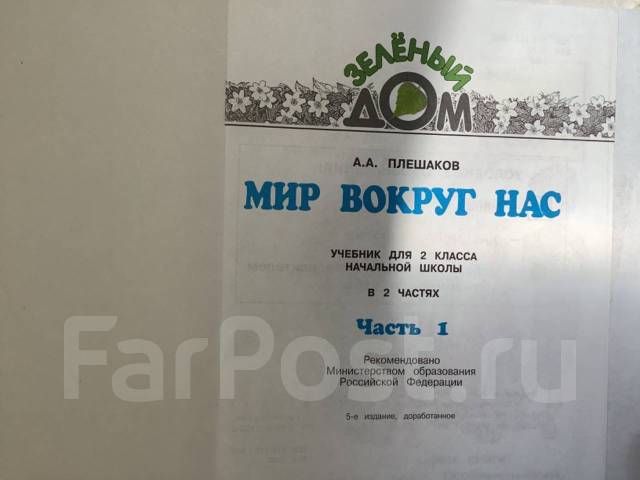 ЗЕЛЁНЫЙ
ДОМ
А.А. ПЛЕШАКОВ
МИР ВОКРУГ НАС
УЧЕБНИК ДЛЯ 2 КЛАССА
НАЧАЛЬНОЙ ШКОЛЫ
В 2 ЧАСТЯХ
Часть 1
Рекомендовано
Министерством образования
Российской Федерации
5-е издание, доработанное
FarPost.ru